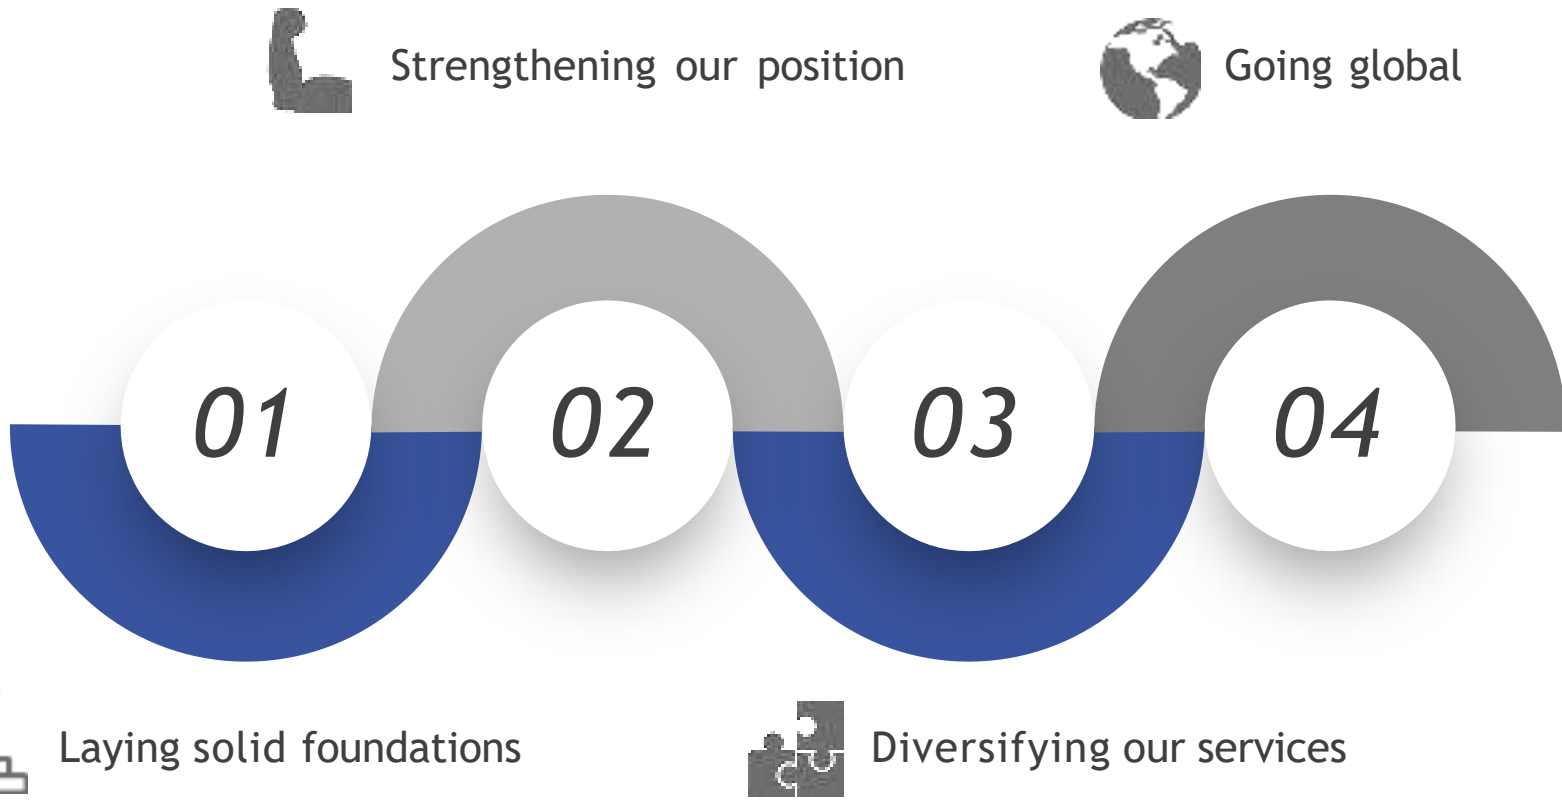 Strengthening our position
Going global
01
02
03
04
Laying solid foundations
Diversifying our services